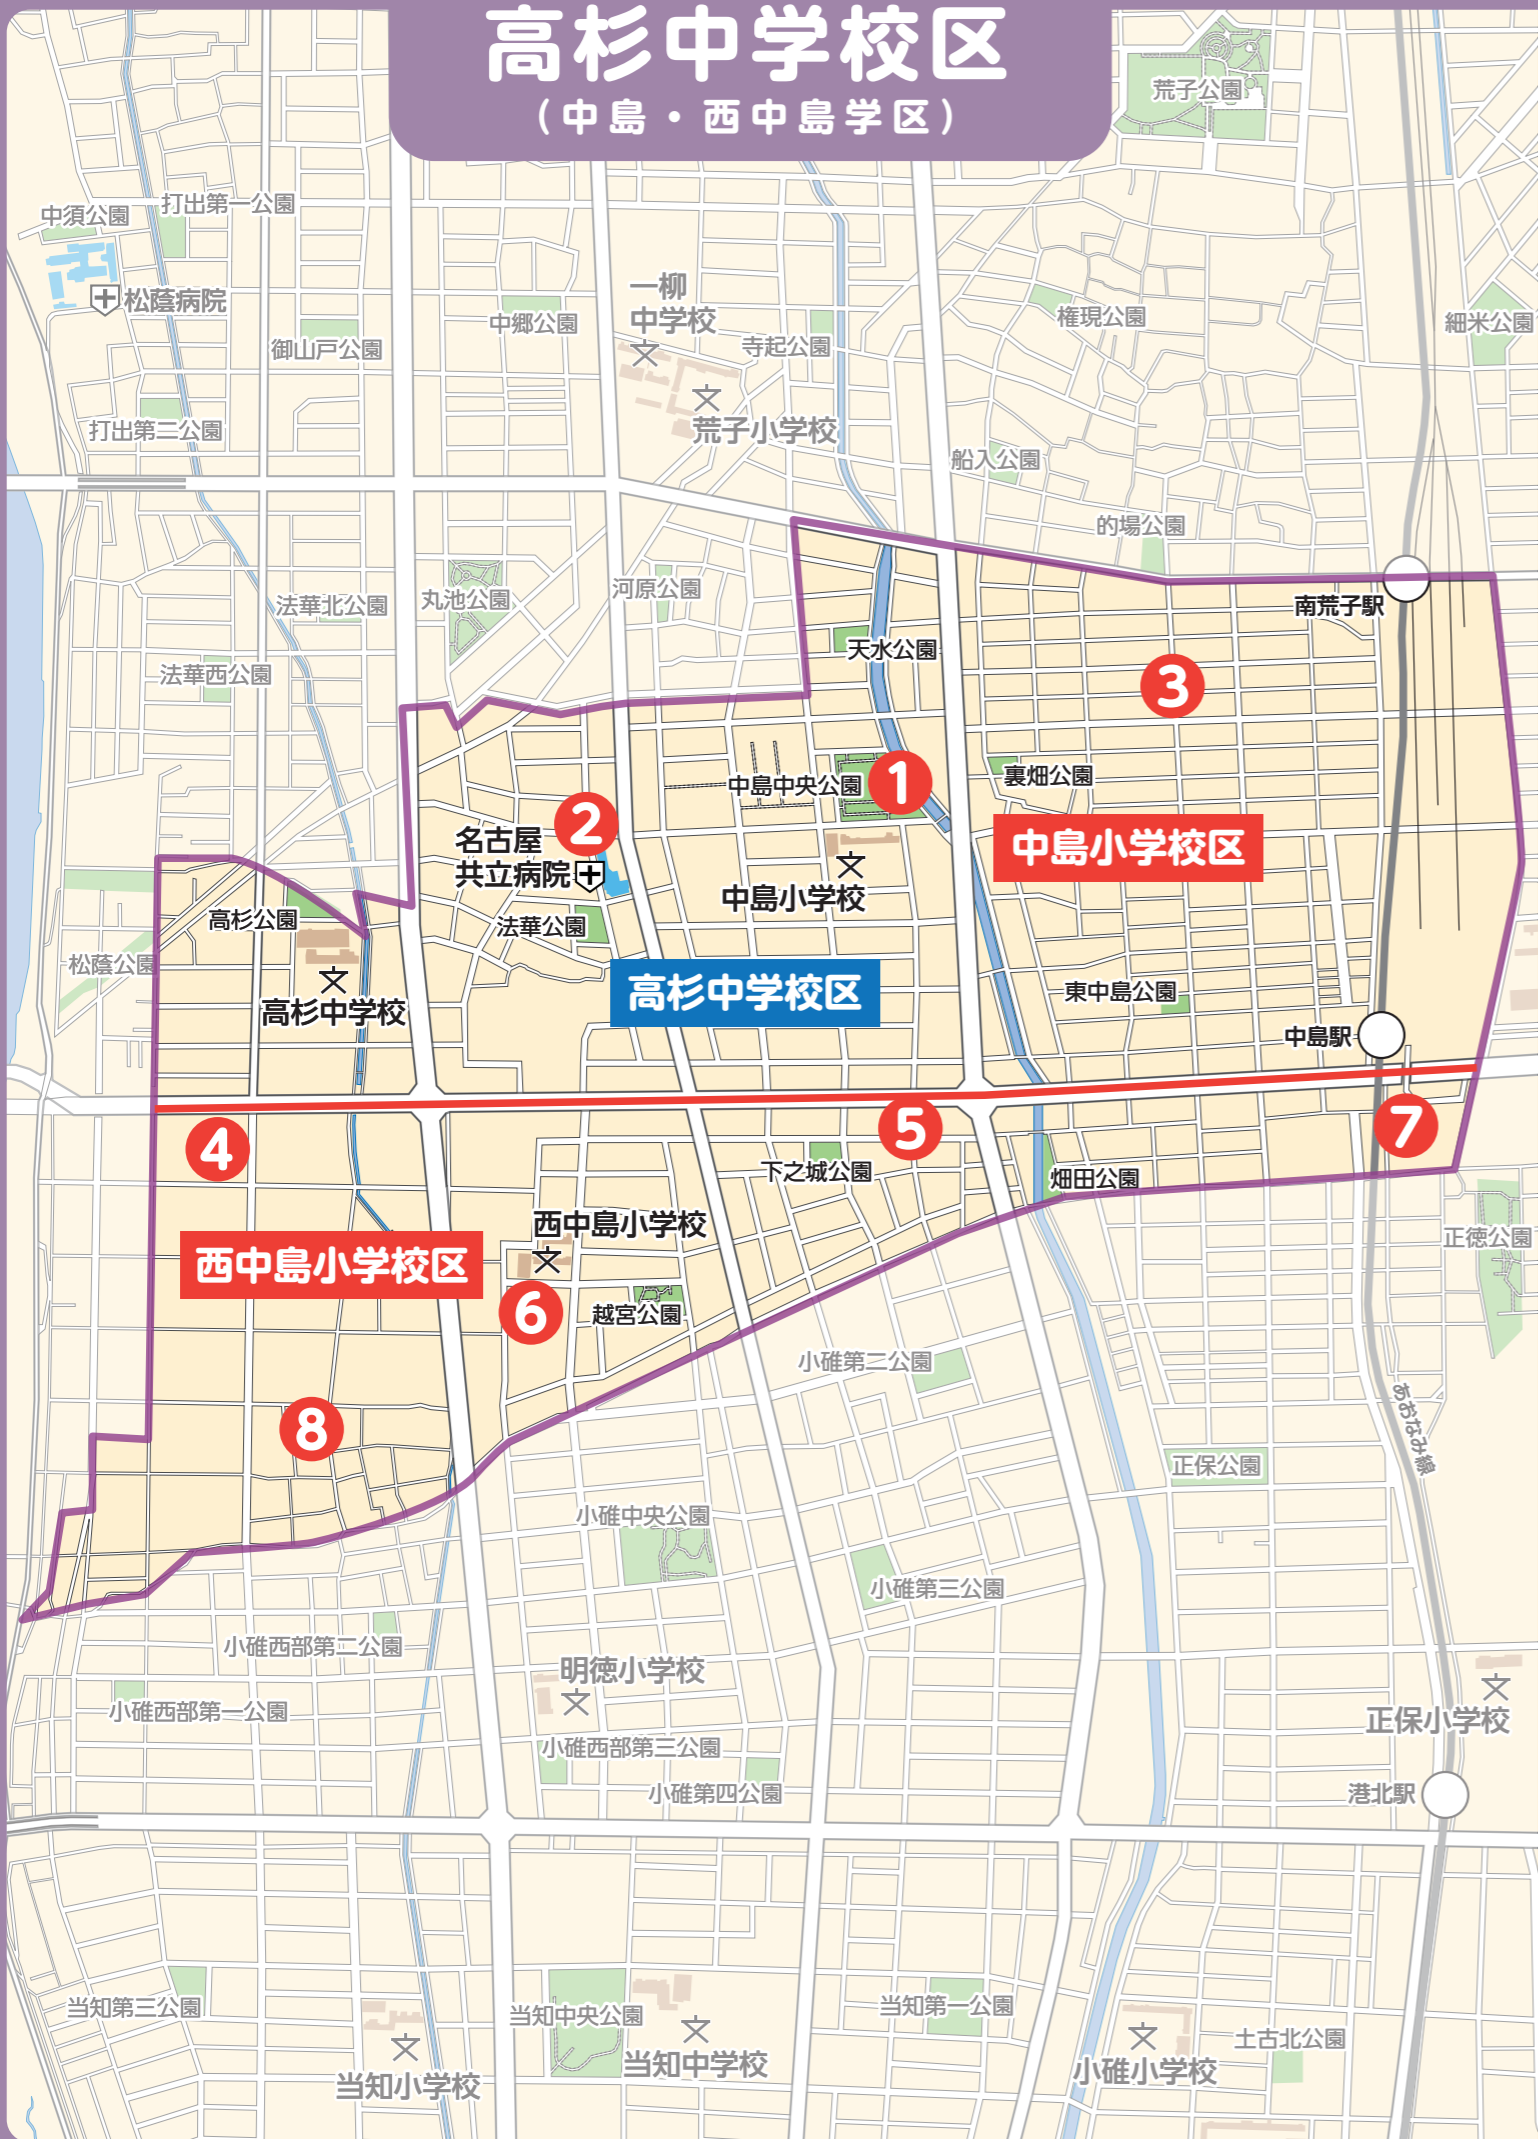 高杉中学校区
(中島・西中島学区)
荒子公園
中須公園
打出第一公園
松蔭病院
一柳
中学校
中郷公園
御山戸公園
寺起公園
権現公園
細米公園
打出第二公園
荒子小学校
船入公園
的場公園
法華北公園
丸池公園
河原公園
南荒子駅
天水公園
法華西公園
3
中島中央公園
1
裏畑公園
2
名古屋
共立病院
中島小学校区
中島小学校
高杉公園
法華公園
松蔭公園
高杉中学校区
東中島公園
高杉中学校
中島駅
4
5
7
下之城公園
畑田公園
西中島小学校
正徳公園
西中島小学校区
6
越宮公園
小碓第二公園
あおなみ線
8
正保公園
小碓中央公園
小碓第三公園
小碓西部第二公園
明徳小学校
小碓西部第一公園
正保小学校
小碓西部第三公園
小碓第四公園
港北駅
当知第三公園
当知中央公園
当知第一公園
土古北公園
当知小学校
当知中学校
小碓小学校